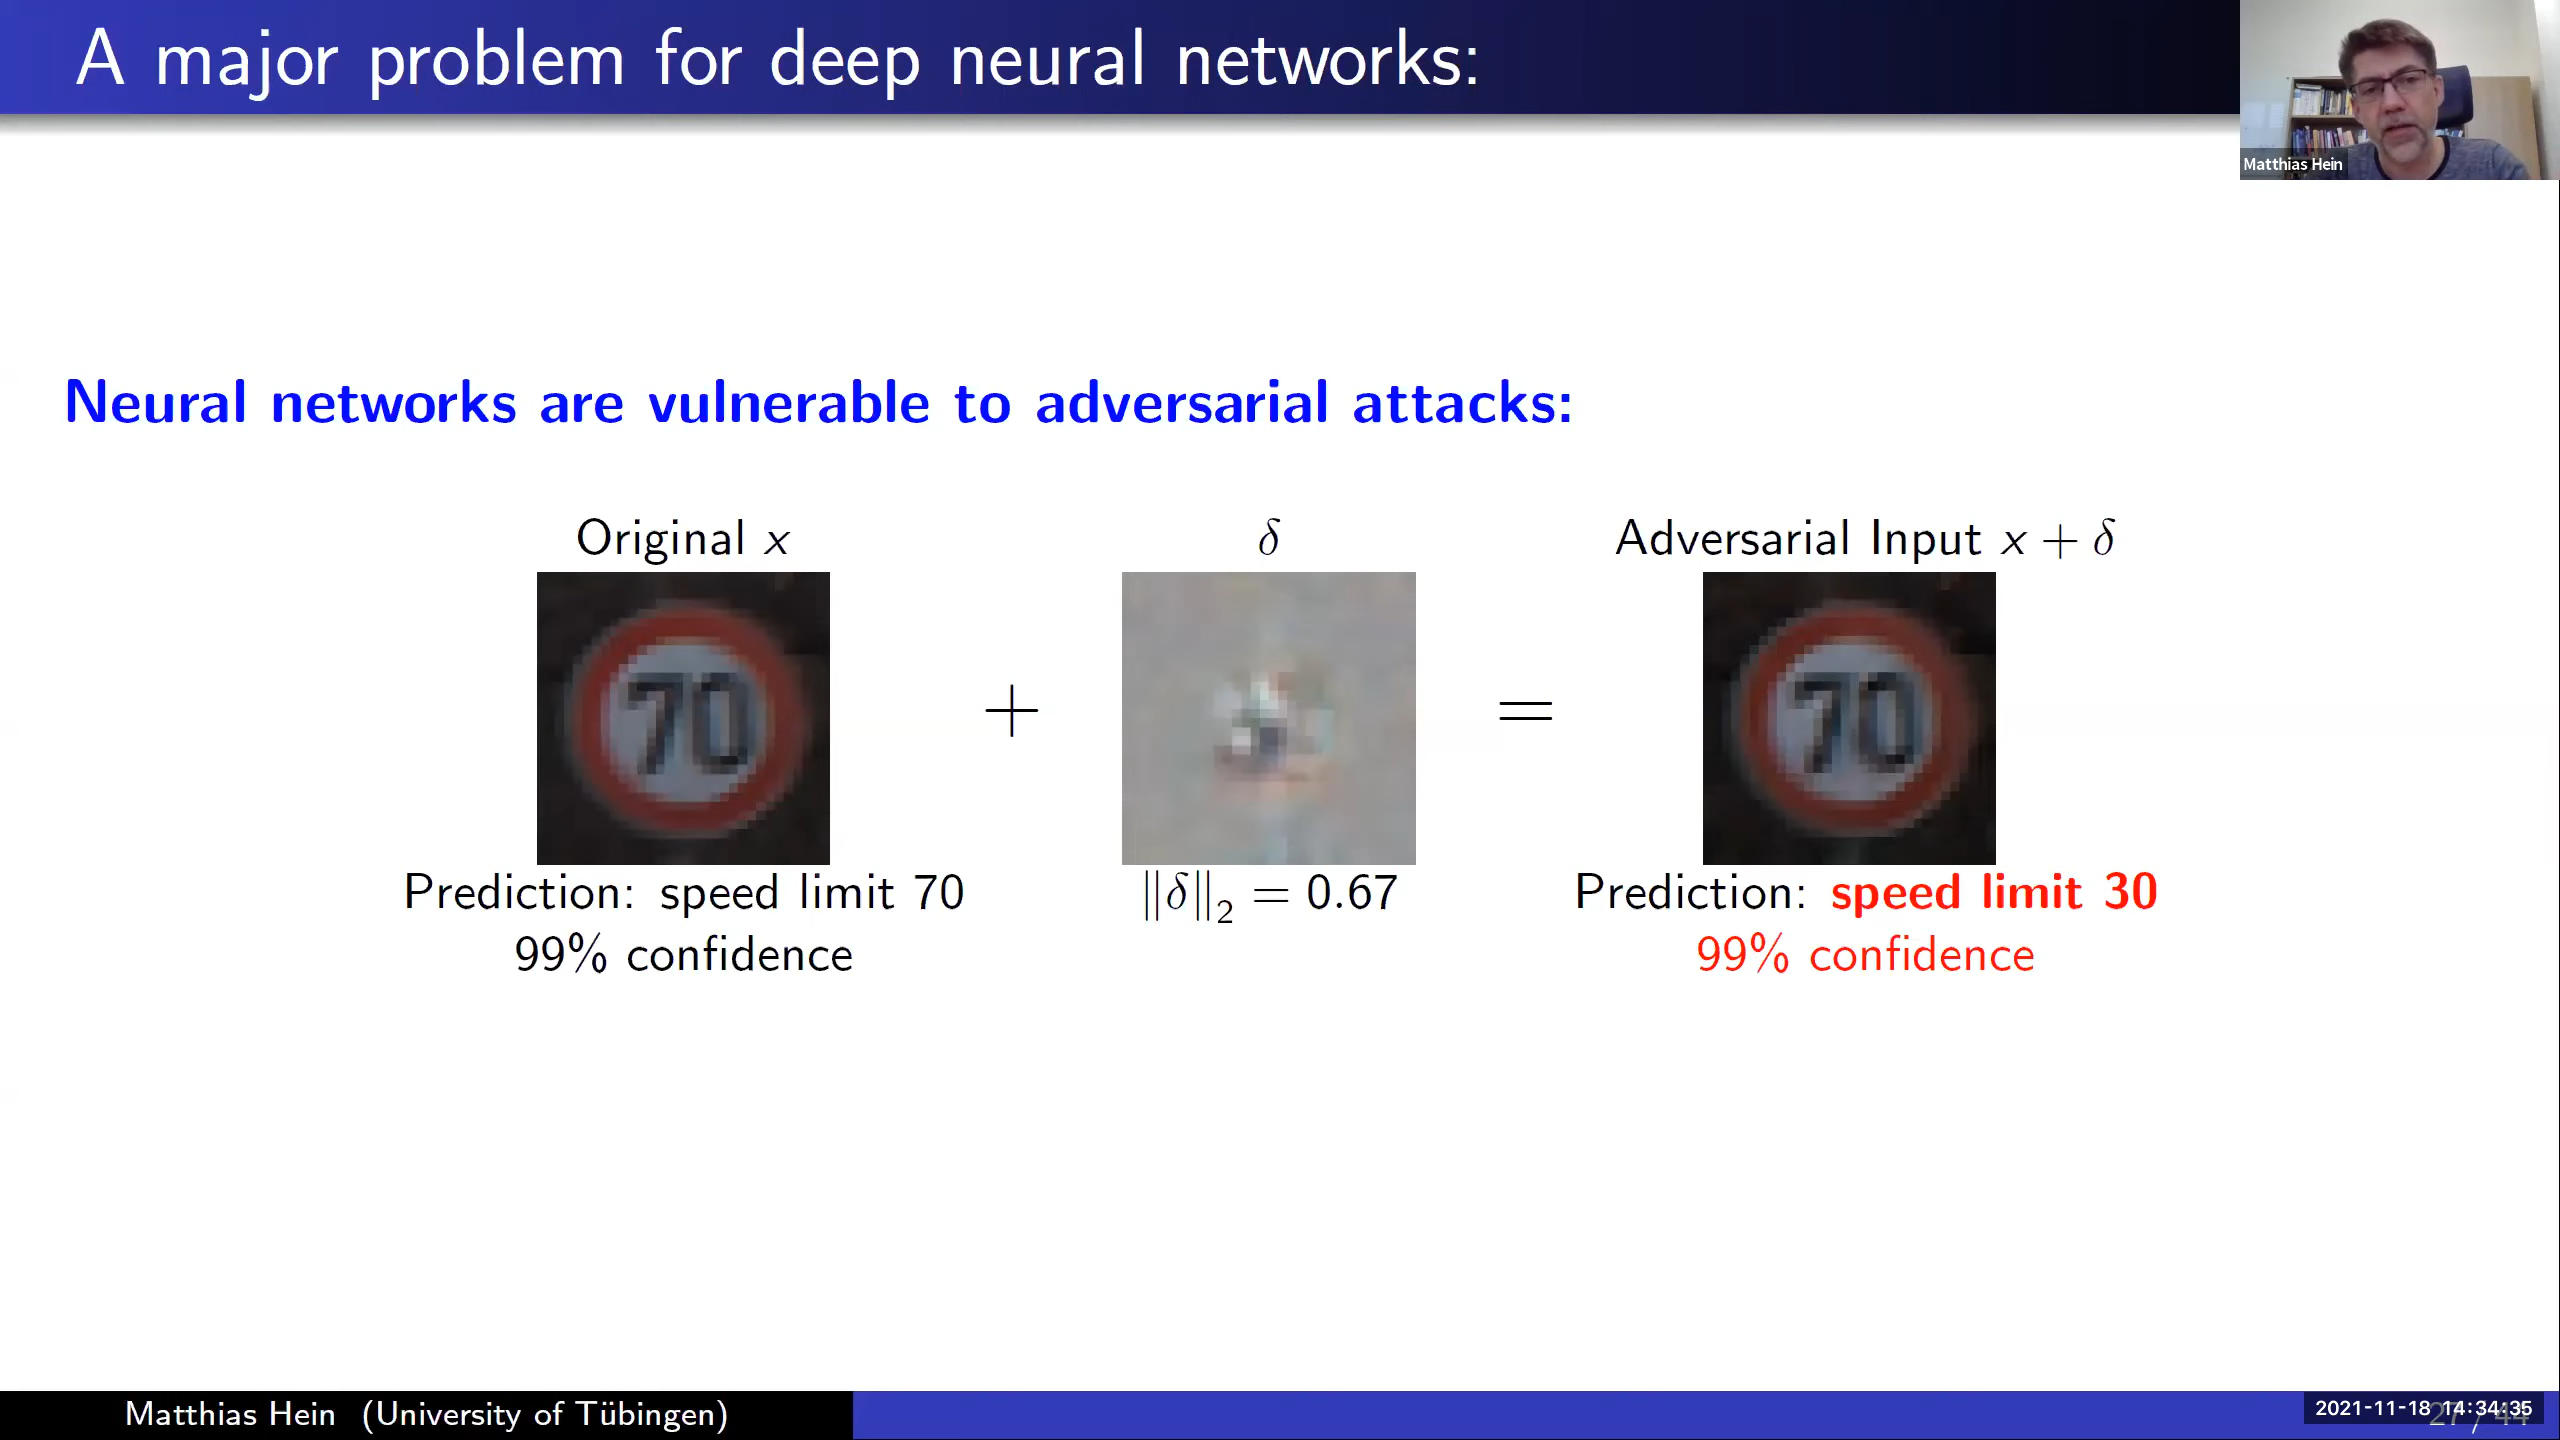 A major problem for deep neural networks:
Matthias Hein
Neural networks are vulnerable to adversarial attacks:
Original x
δ
Adversarial Input x + δ
70
+
=
70
Prediction: speed limit 70
99% confidence
‖δ‖₂ = 0.67
Prediction: speed limit 30
99% confidence
Matthias Hein (University of Tübingen)
2021-11-18 14:34:35
27 / 44